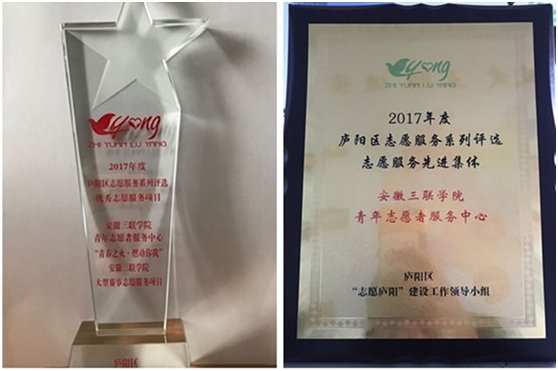 yong
ZHI YUAN LU YANG
2017年度
庐阳区志愿服务系列评选
优秀志愿服务项目
安徽三联学院
青年志愿者服务中心
“青春之火·燃动你我”
安徽三联学院
大型赛事志愿服务项目
庐阳区
yong
ZHI YUAN LU YANG
2017年度
庐阳区志愿服务系列评选
志愿服务先进集体
安徽三联学院
青年志愿者服务中心
庐阳区
“志愿庐阳”建设工作领导小组